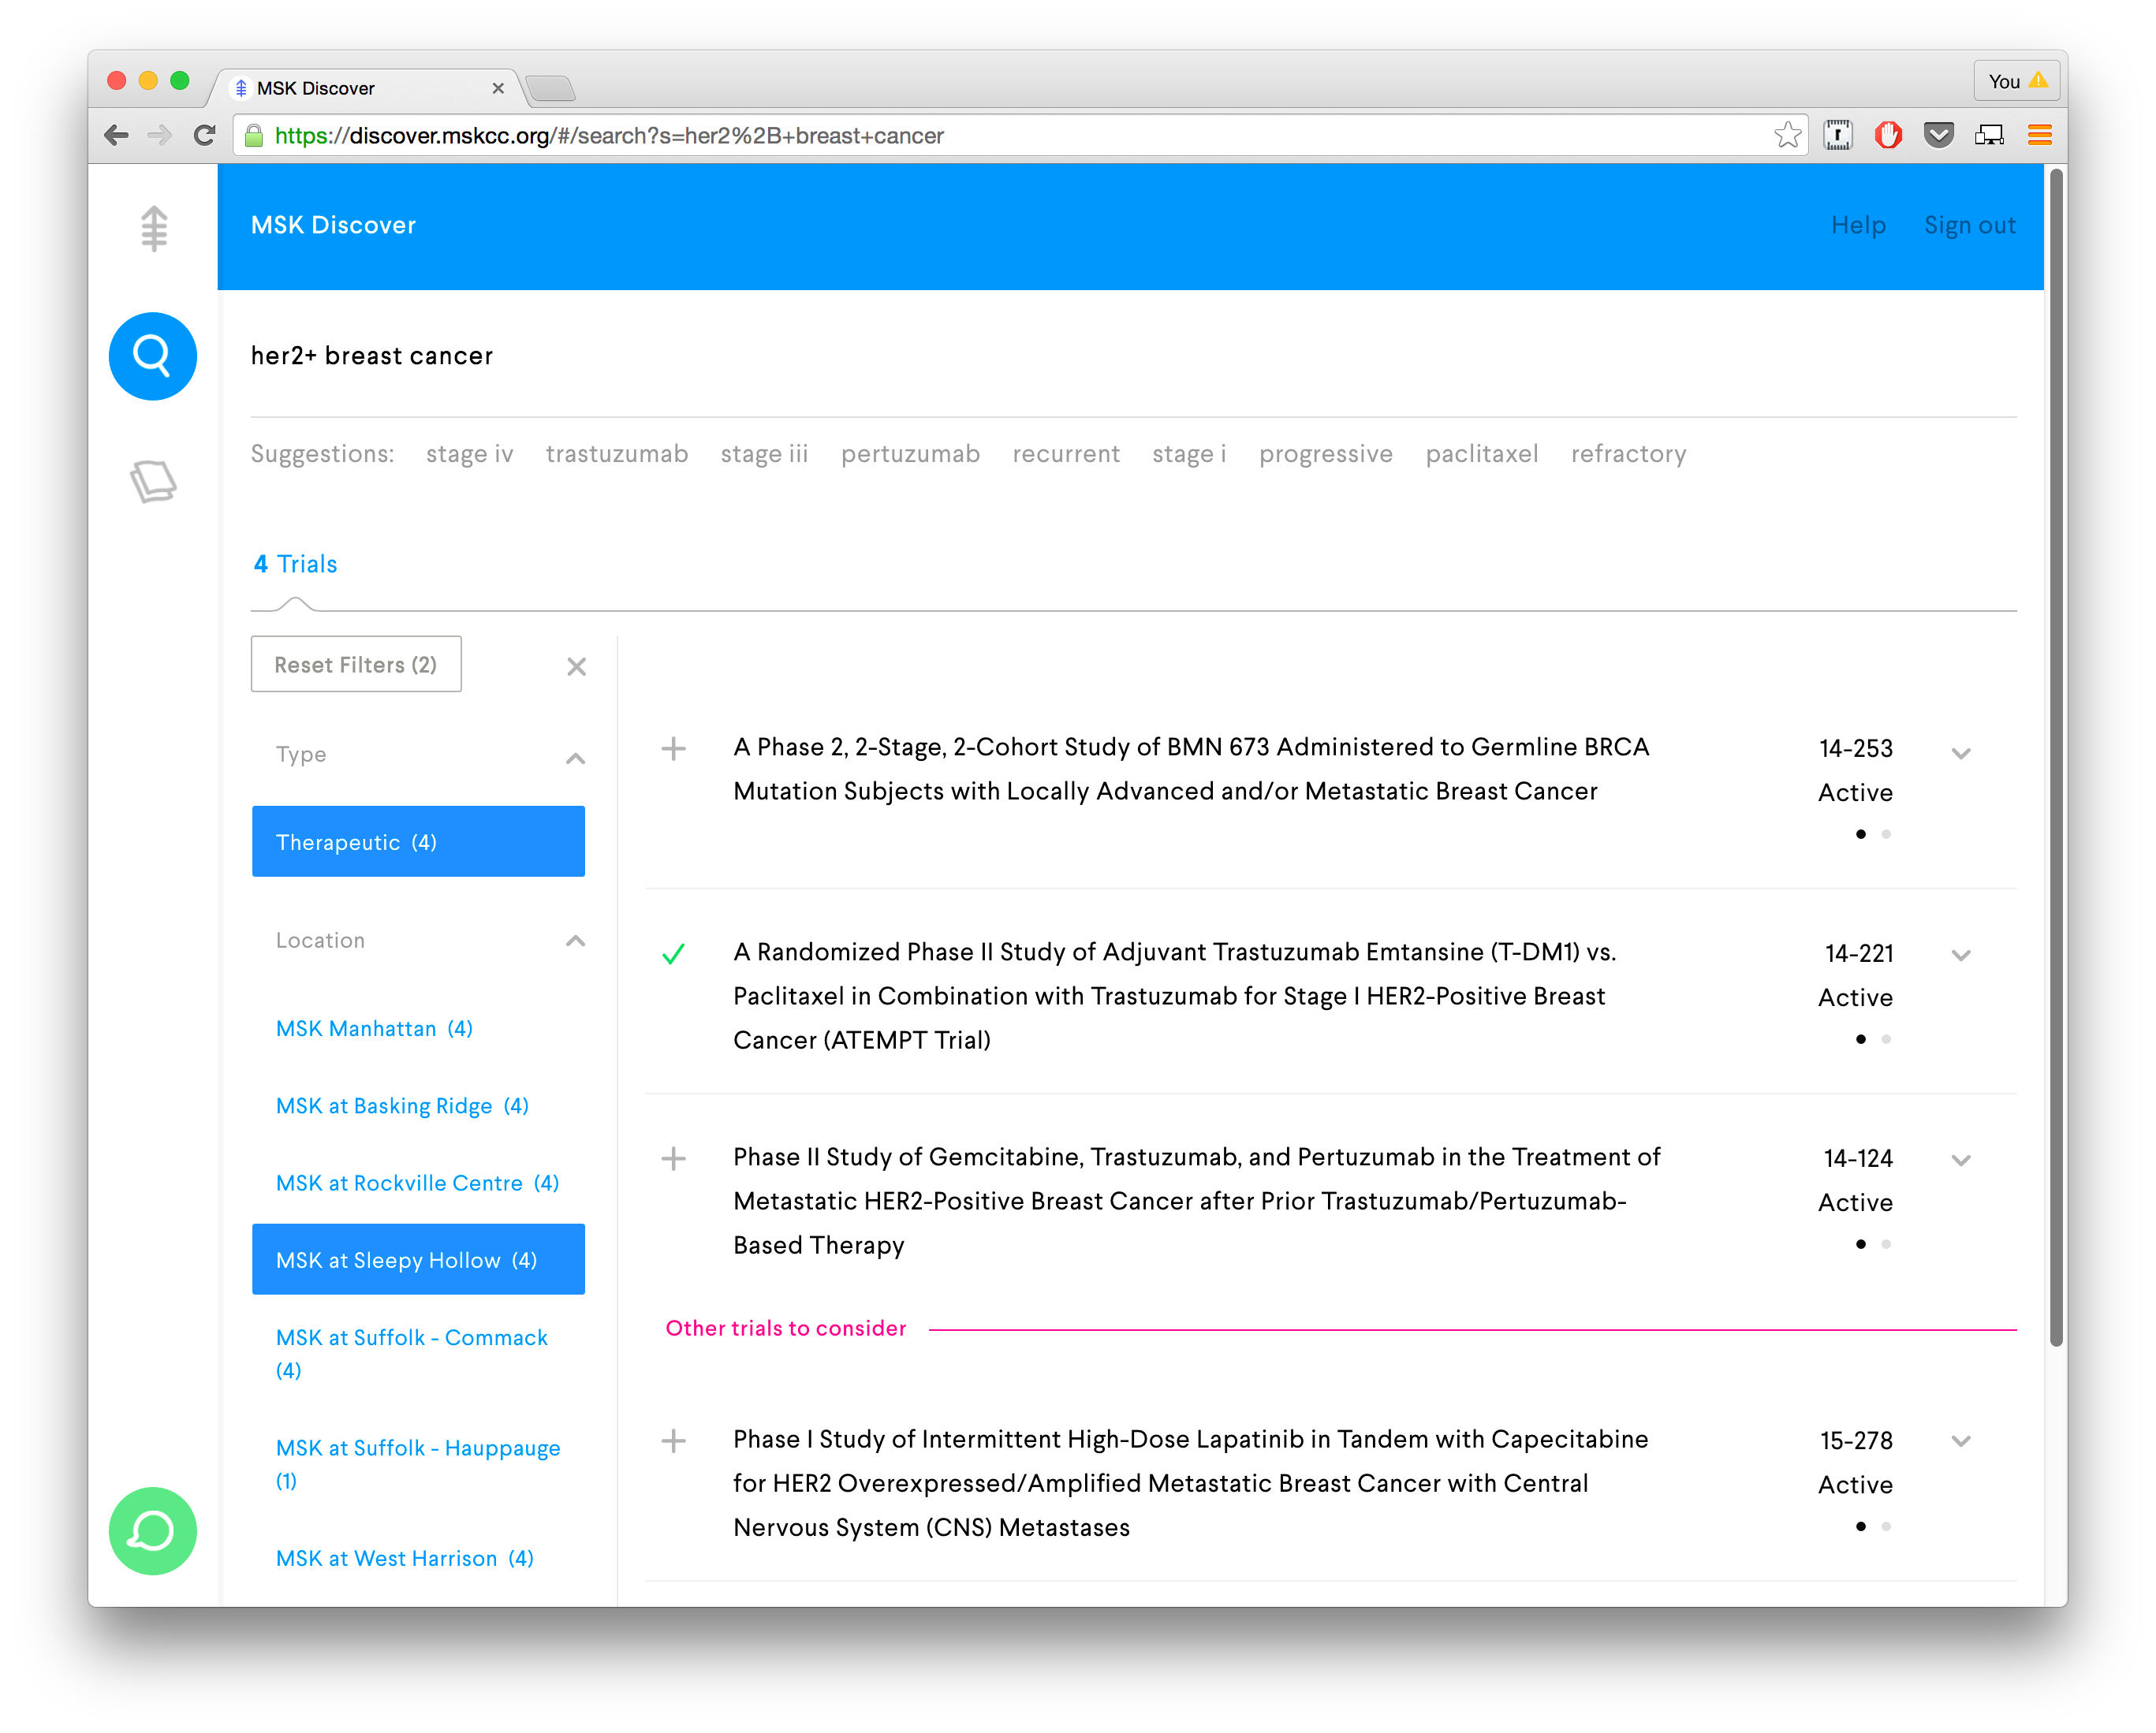 MSK Discover
You
https://discover.mskcc.org/#/search?s=her2%2B+breast+cancer
MSK Discover
Help
Sign out
her2+ breast cancer
Suggestions: stage iv trastuzumab stage iii pertuzumab recurrent stage i progressive paclitaxel refractory
4 Trials
Reset Filters (2)
Type
Therapeutic (4)
Location
MSK Manhattan (4)
MSK at Basking Ridge (4)
MSK at Rockville Centre (4)
MSK at Sleepy Hollow (4)
MSK at Suffolk - Commack
(4)
MSK at Suffolk - Hauppauge
(1)
MSK at West Harrison (4)
A Phase 2, 2-Stage, 2-Cohort Study of BMN 673 Administered to Germline BRCA
Mutation Subjects with Locally Advanced and/or Metastatic Breast Cancer
14-253
Active
A Randomized Phase II Study of Adjuvant Trastuzumab Emtansine (T-DM1) vs.
Paclitaxel in Combination with Trastuzumab for Stage I HER2-Positive Breast
Cancer (ATEMPT Trial)
14-221
Active
Phase II Study of Gemcitabine, Trastuzumab, and Pertuzumab in the Treatment of
Metastatic HER2-Positive Breast Cancer after Prior Trastuzumab/Pertuzumab-
Based Therapy
14-124
Active
Other trials to consider
Phase I Study of Intermittent High-Dose Lapatinib in Tandem with Capecitabine
for HER2 Overexpressed/Amplified Metastatic Breast Cancer with Central
Nervous System (CNS) Metastases
15-278
Active